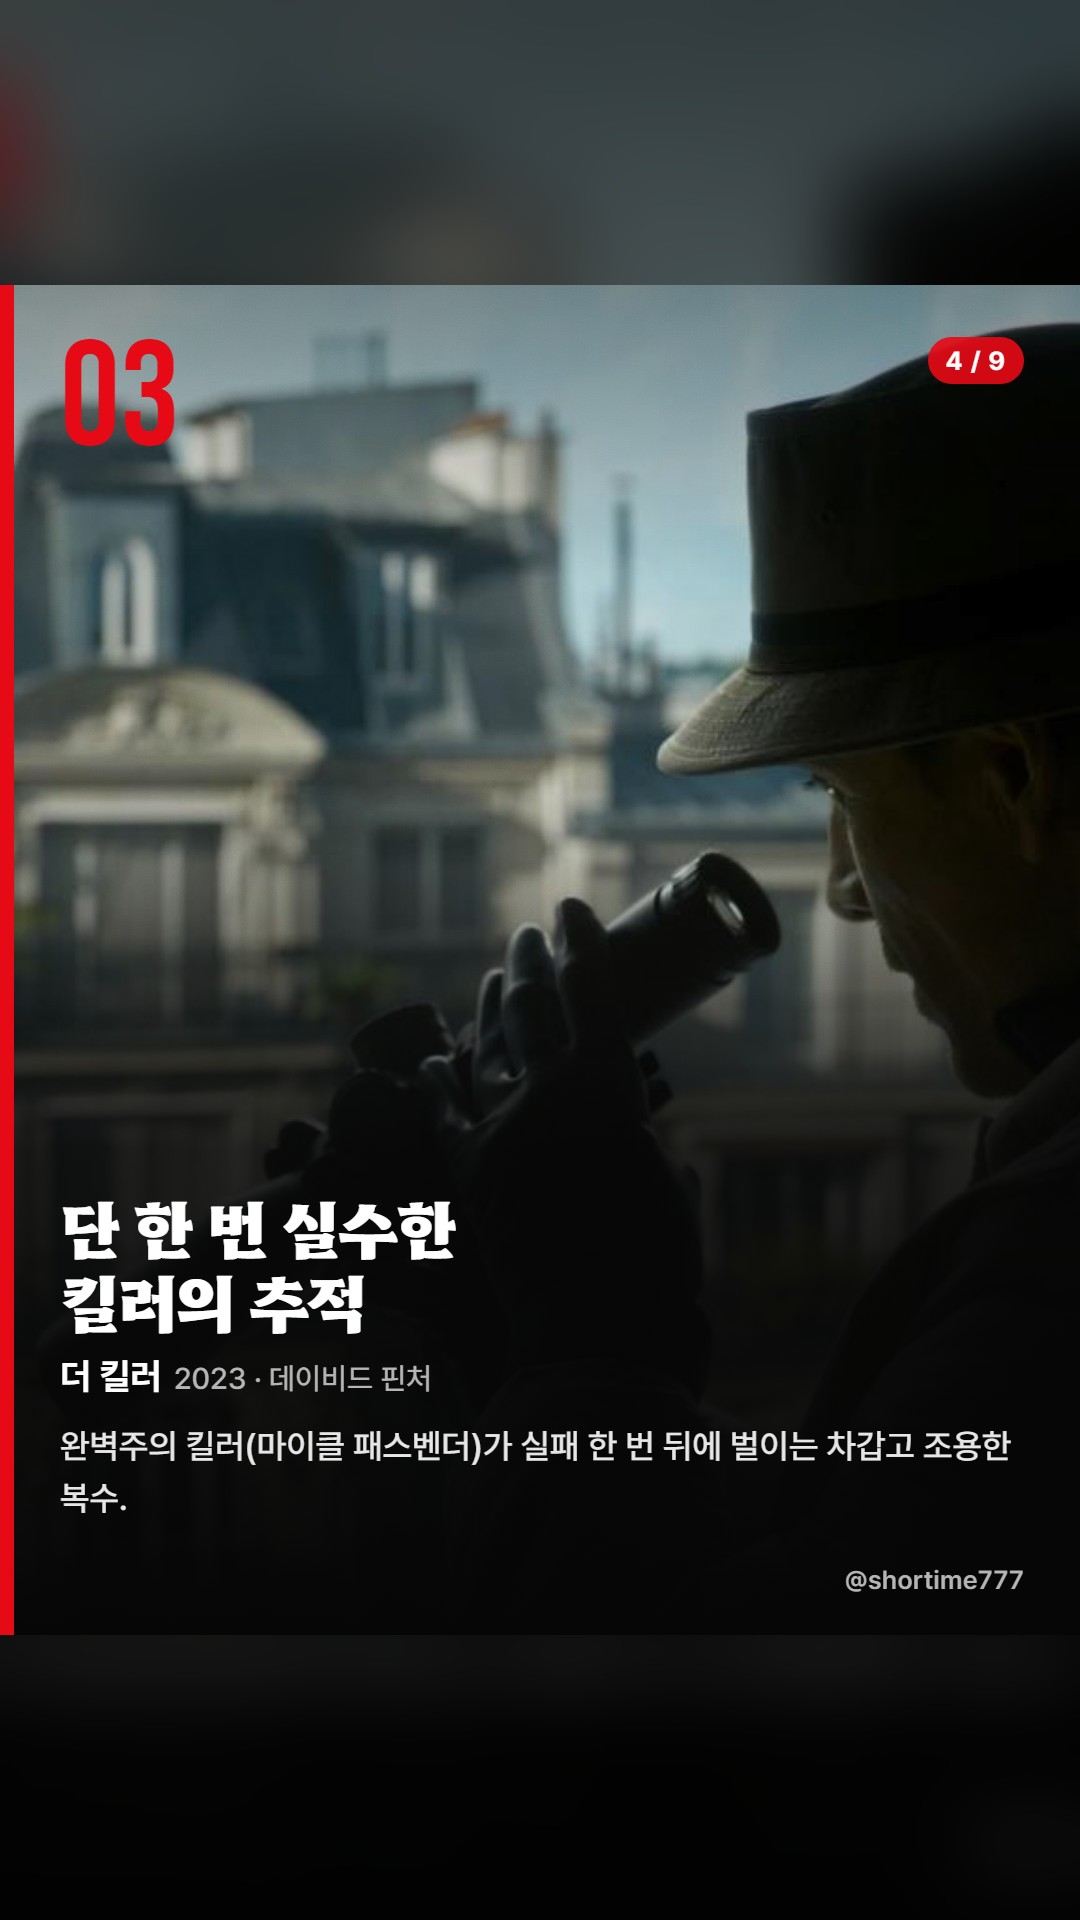 03
4 / 9
단 한 번 실수한
킬러의 추적
더 킬러 2023 · 데이비드 핀처
완벽주의 킬러(마이클 패스벤더)가 실패 한 번 뒤에 벌이는 차갑고 조용한
복수.
@shortime777